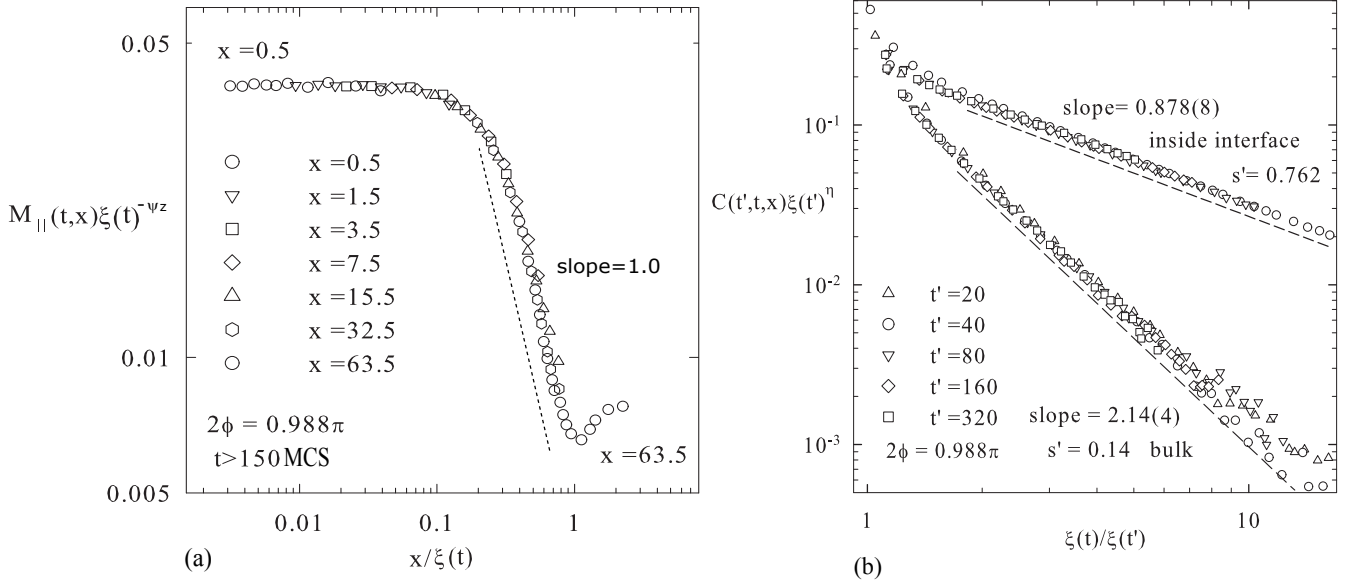 0.05
x =0.5
M||(t,x)ξ(t)^-ψz
x =0.5
x =1.5
x =3.5
x =7.5
x =15.5
x =32.5
x =63.5
slope=1.0
0.01
2ϕ = 0.988π
t>150MCS
x =63.5
0.005
0.01
0.1
1
(a)
x/ξ(t)
10^0
slope= 0.878(8)
10^-1
inside interface
s'= 0.762
C(t',t,x)ξ(t')^η
10^-2
t' =20
t' =40
t' =80
t' =160
t' =320
slope = 2.14(4)
10^-3
2ϕ = 0.988π
s'= 0.14 bulk
1
10
(b)
ξ(t)/ξ(t')